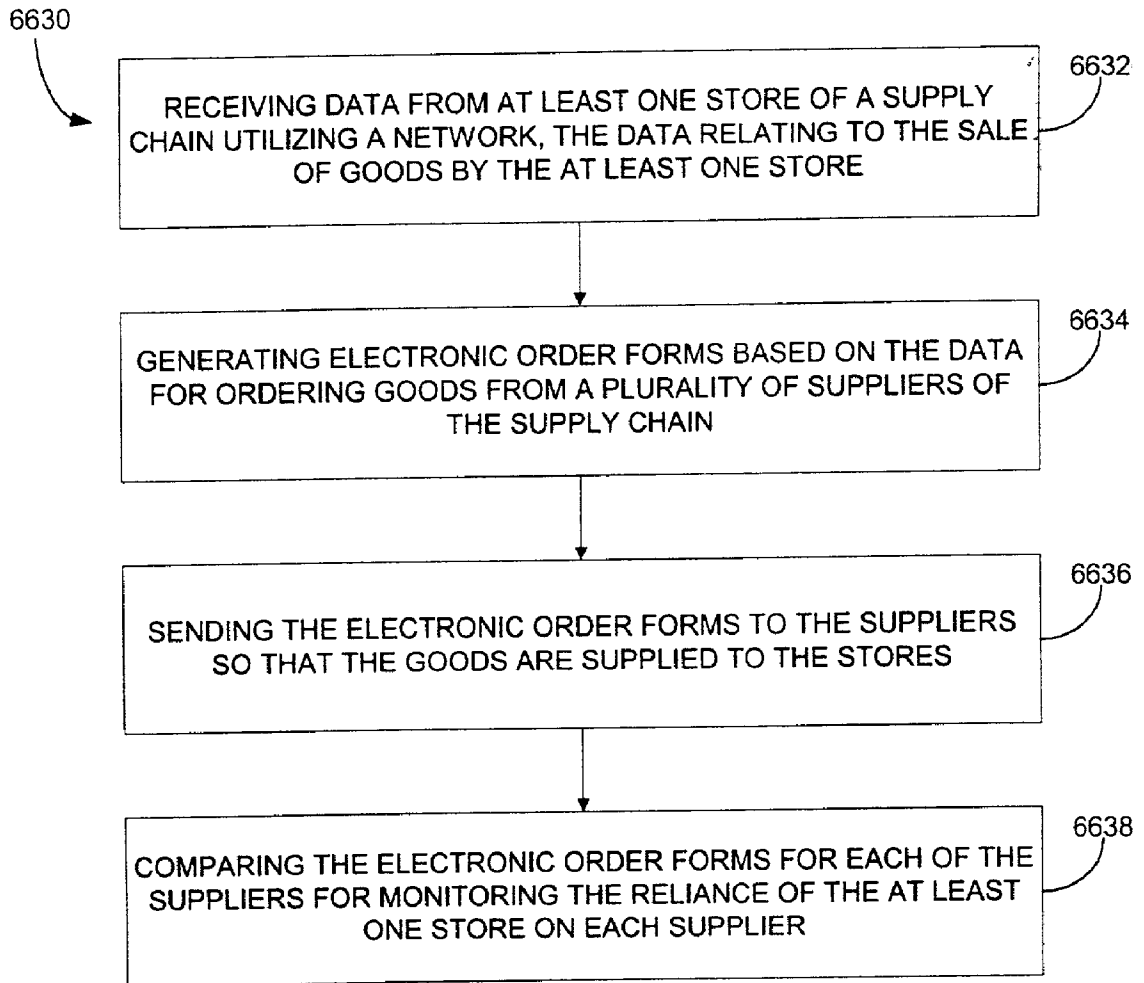 6630
6632
RECEIVING DATA FROM AT LEAST ONE STORE OF A SUPPLY
CHAIN UTILIZING A NETWORK, THE DATA RELATING TO THE SALE
OF GOODS BY THE AT LEAST ONE STORE
6634
GENERATING ELECTRONIC ORDER FORMS BASED ON THE DATA
FOR ORDERING GOODS FROM A PLURALITY OF SUPPLIERS OF
THE SUPPLY CHAIN
6636
SENDING THE ELECTRONIC ORDER FORMS TO THE SUPPLIERS
SO THAT THE GOODS ARE SUPPLIED TO THE STORES
6638
COMPARING THE ELECTRONIC ORDER FORMS FOR EACH OF THE
SUPPLIERS FOR MONITORING THE RELIANCE OF THE AT LEAST
ONE STORE ON EACH SUPPLIER